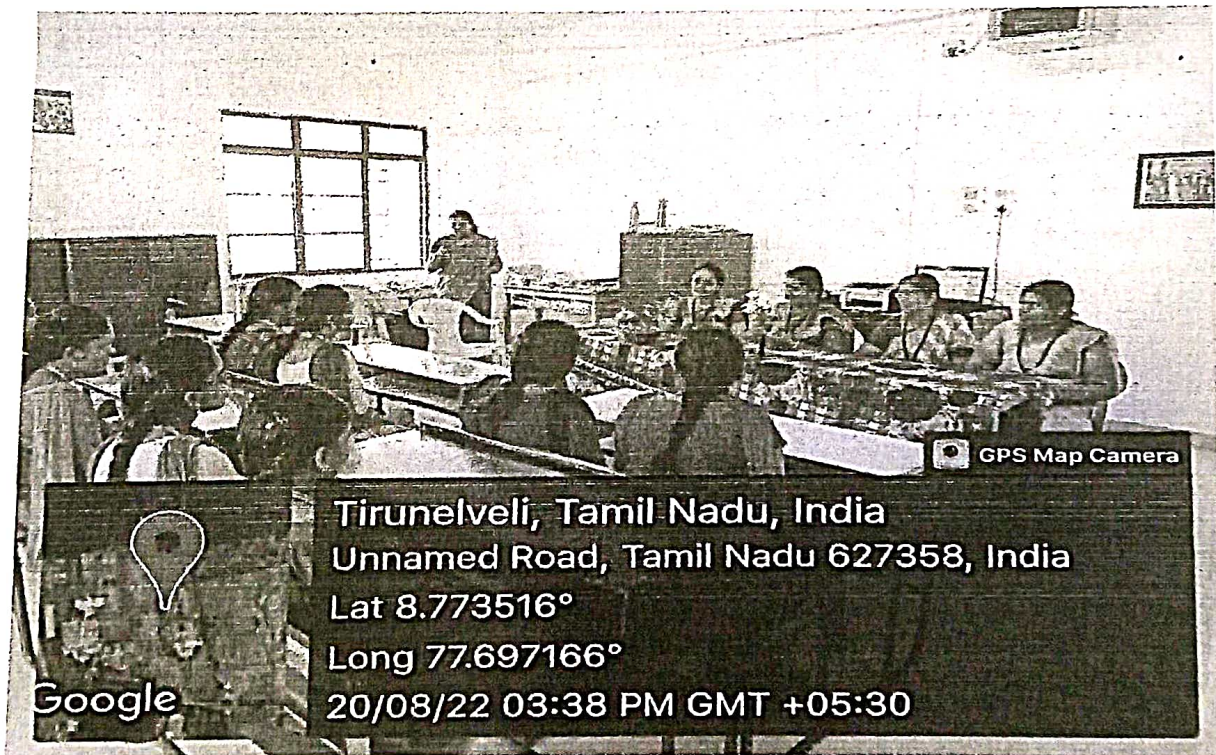 GPS Map Camera
Tirunelveli, Tamil Nadu, India
Unnamed Road, Tamil Nadu 627358, India
Lat 8.773516°
Long 77.697166°
20/08/22 03:38 PM GMT +05:30
Google